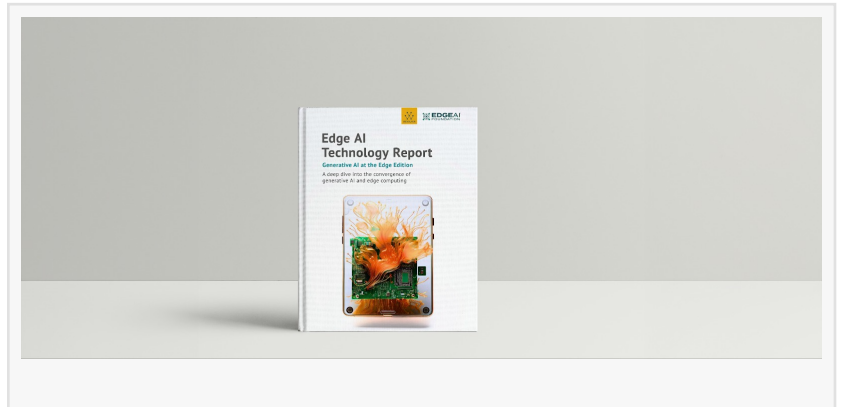 EDGE AI
FOUNDATION
Edge AI
Technology Report
Generative AI at the Edge Edition
A deep dive into the convergence of
generative AI and edge computing